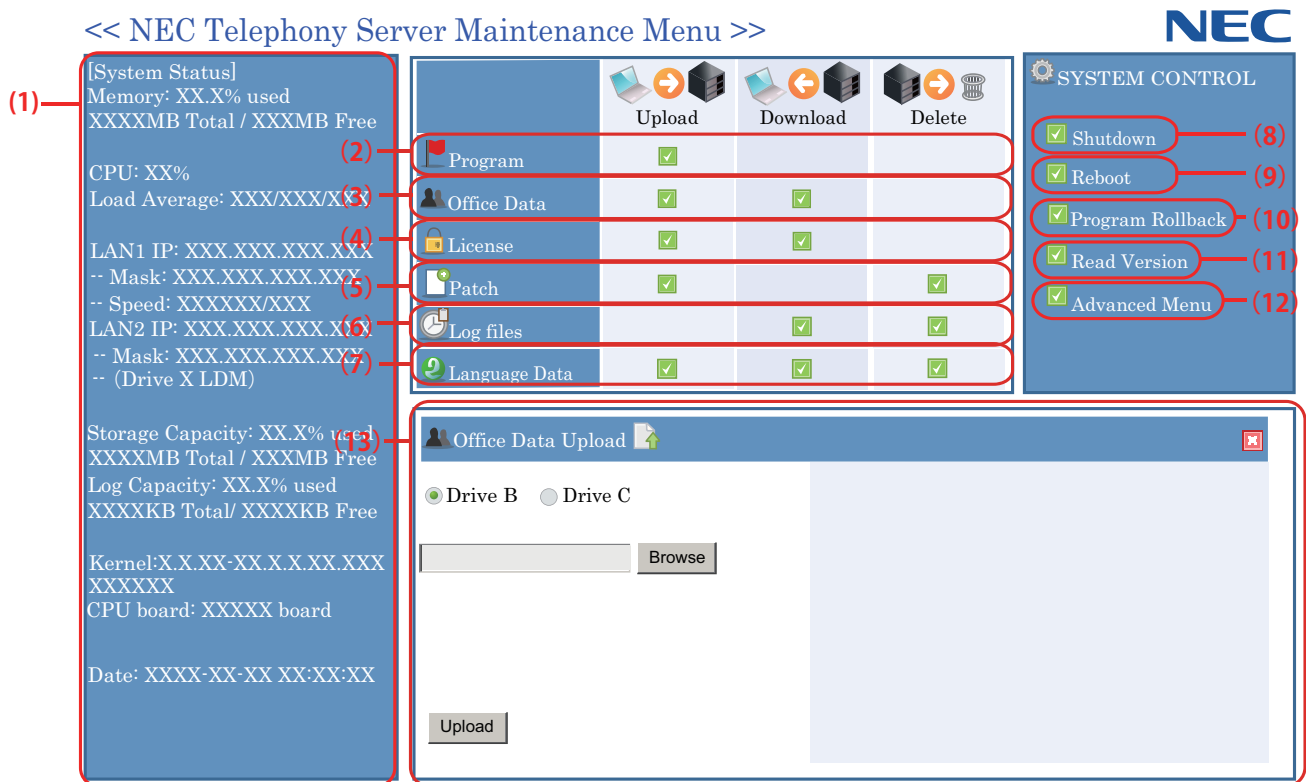 << NEC Telephony Server Maintenance Menu >>
NEC
(1)
[System Status]
Memory: XX.X% used
XXXXMB Total / XXXMB Free
CPU: XX%
Load Average: XXX/XXX/XXX
LAN1 IP: XXX.XXX.XXX.XXX
-- Mask: XXX.XXX.XXX.XXX
-- Speed: XXXXXX/XXX
LAN2 IP: XXX.XXX.XXX.XXX
-- Mask: XXX.XXX.XXX.XXX
-- (Drive X LDM)
Storage Capacity: XX.X% used
XXXXMB Total / XXXMB Free
Log Capacity: XX.X% used
XXXXKB Total/ XXXXKB Free
Kernel:X.X.XX-XX.X.X.XX.XXX
XXXXXX
CPU board: XXXXX board
Date: XXXX-XX-XX XX:XX:XX
Upload Download Delete
(2) Program
(3) Office Data
(4) License
(5) Patch
(6) Log files
(7) Language Data
SYSTEM CONTROL
Shutdown (8)
Reboot (9)
Program Rollback (10)
Read Version (11)
Advanced Menu (12)
(13) Office Data Upload
Drive B Drive C
Browse
Upload